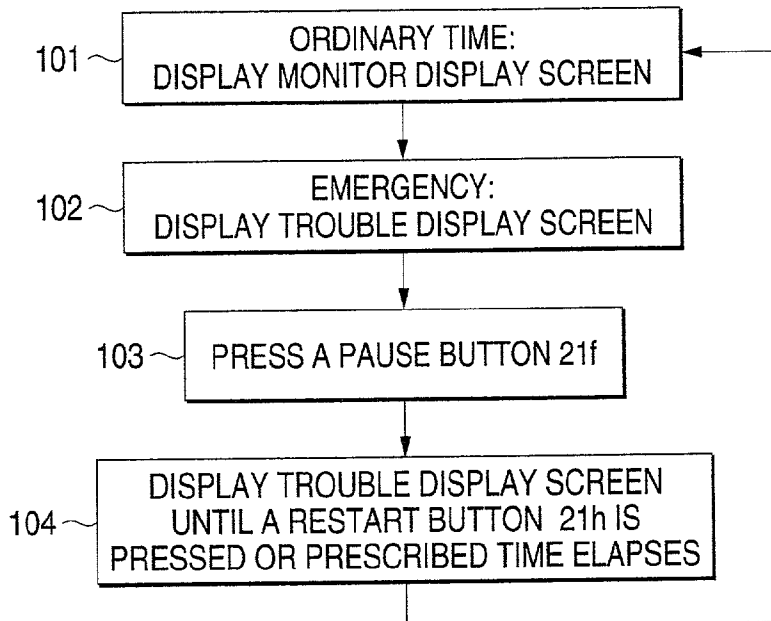 101
ORDINARY TIME:
DISPLAY MONITOR DISPLAY SCREEN
102
EMERGENCY:
DISPLAY TROUBLE DISPLAY SCREEN
103
PRESS A PAUSE BUTTON 21f
104
DISPLAY TROUBLE DISPLAY SCREEN
UNTIL A RESTART BUTTON 21h IS
PRESSED OR PRESCRIBED TIME ELAPSES